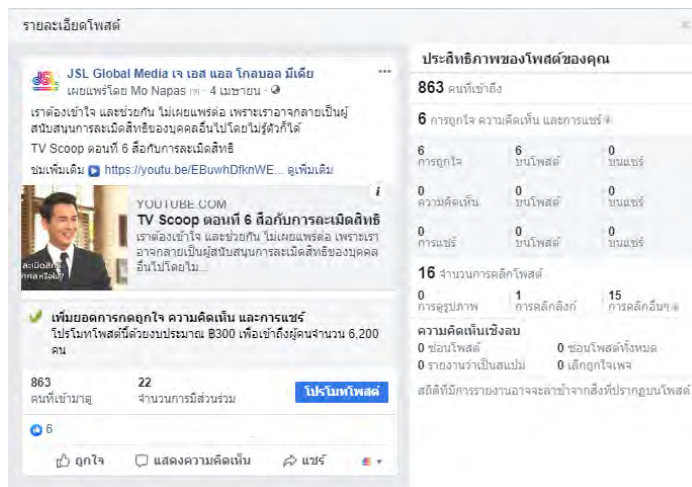 รายละเอียดโพสต์
JSL Global Media เจ เอส แอล โกลบอล มีเดีย
เผยแพร่โดย Mo Napas · 4 เมษายน ·
เราต้องเข้าใจ และช่วยกัน ไม่เผยแพร่ต่อ เพราะเราอาจกลายเป็นผู้
สนับสนุนการละเมิดสิทธิของบุคคลอื่นไปโดยไม่รู้ตัวก็ได้
TV Scoop ตอนที่ 6 สื่อกับการละเมิดสิทธิ
ชมเพิ่มเติม https://youtu.be/EBuwhDfknWE... ดูเพิ่มเติม
YOUTUBE.COM
TV Scoop ตอนที่ 6 สื่อกับการละเมิดสิทธิ
เราต้องเข้าใจ และช่วยกัน ไม่เผยแพร่ต่อ เพราะเรา
อาจกลายเป็นผู้สนับสนุนการละเมิดสิทธิของบุคคล
อื่นไปโดยไม...
เพิ่มยอดการกดถูกใจ ความคิดเห็น และการแชร์
โปรโมทโพสต์นี้ด้วยงบประมาณ ฿300 เพื่อเข้าถึงผู้คนจำนวน 6,200
คน
863 22
คนที่เข้ามาดู จำนวนการมีส่วนร่วม โปรโมทโพสต์
6
ถูกใจ แสดงความคิดเห็น แชร์
ประสิทธิภาพของโพสต์ของคุณ
863 คนที่เข้าถึง
6 การถูกใจ ความคิดเห็น และการแชร์
6 6 0
การถูกใจ บนโพสต์ บนแชร์
0 0 0
ความคิดเห็น บนโพสต์ บนแชร์
0 0 0
การแชร์ บนโพสต์ บนแชร์
16 จำนวนการคลิกโพสต์
0 1 15
การดูรูปภาพ การคลิกลิงก์ การคลิกอื่นๆ
ความคิดเห็นเชิงลบ
0 ซ่อนโพสต์ 0 ซ่อนโพสต์ทั้งหมด
0 รายงานว่าเป็นสแปม 0 เลิกถูกใจเพจ
สถิติที่มีการรายงานอาจจะล่าช้าจากสิ่งที่ปรากฏบนโพสต์